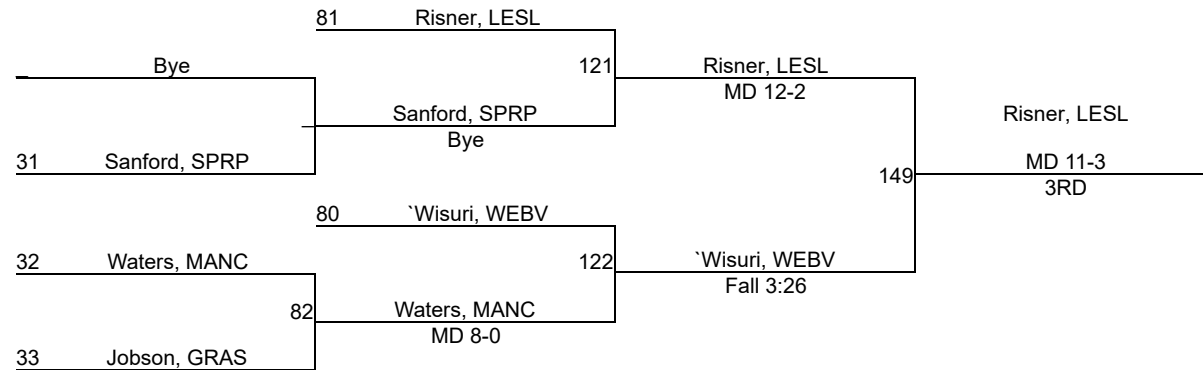 81 Risner, LESL
_ Bye
121 Risner, LESL
MD 12-2
_ Sanford, SPRP
Bye
Risner, LESL
31 Sanford, SPRP
149 MD 11-3
3RD
80 `Wisuri, WEBV
32 Waters, MANC
122 `Wisuri, WEBV
Fall 3:26
82 Waters, MANC
MD 8-0
33 Jobson, GRAS